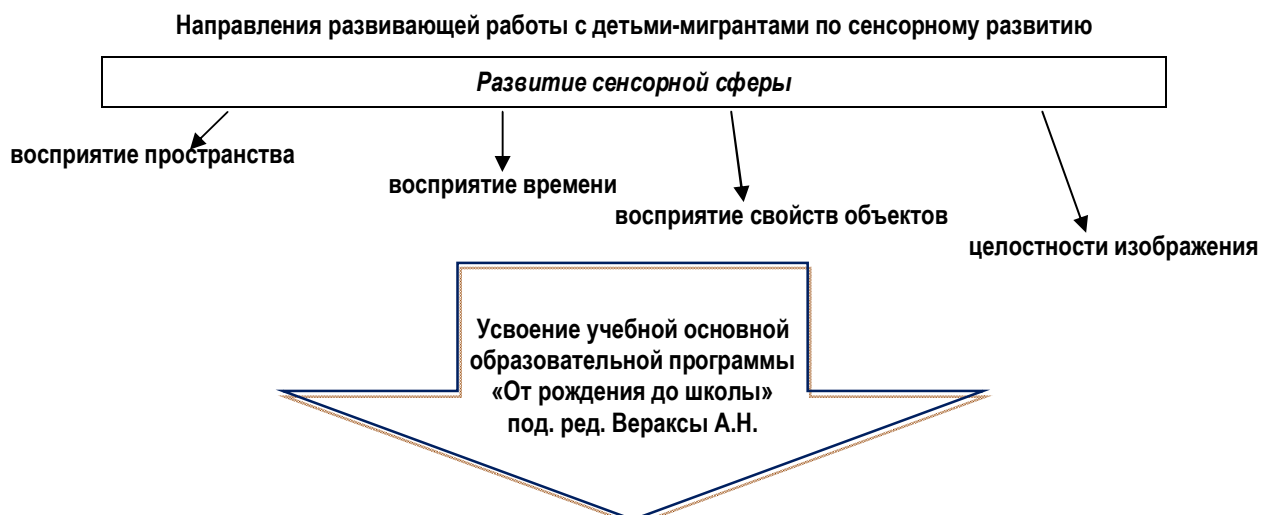 Направления развивающей работы с детьми-мигрантами по сенсорному развитию
Развитие сенсорной сферы
восприятие пространства
восприятие времени
восприятие свойств объектов
целостности изображения
Усвоение учебной основной
образовательной программы
«От рождения до школы»
под. ред. Вераксы А.Н.